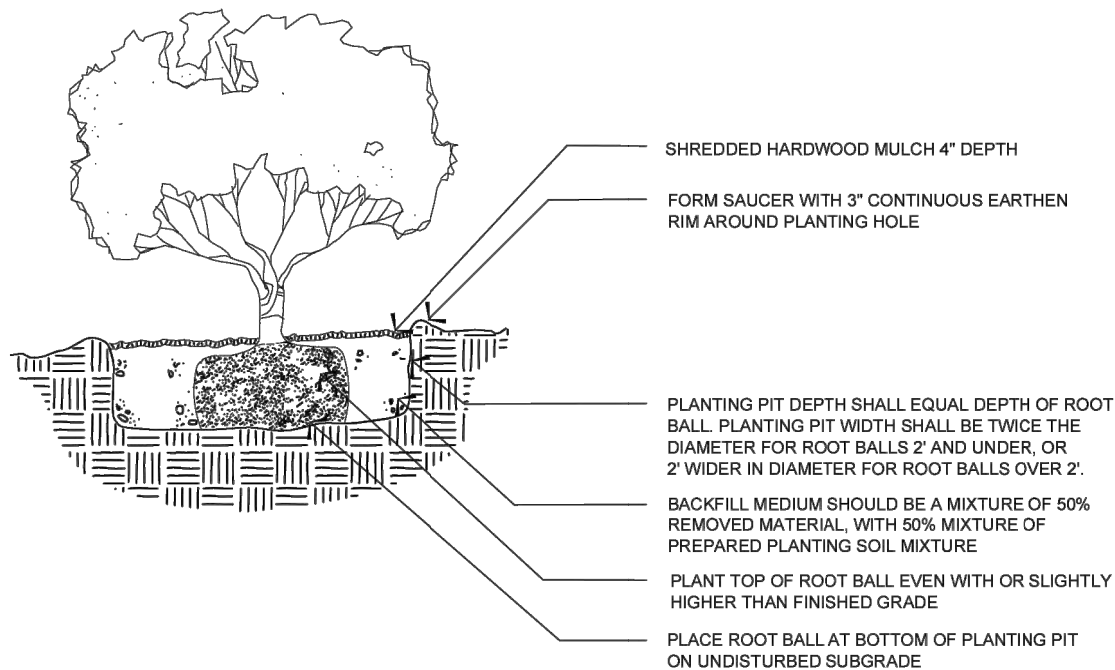 SHREDDED HARDWOOD MULCH 4" DEPTH
FORM SAUCER WITH 3" CONTINUOUS EARTHEN
RIM AROUND PLANTING HOLE
PLANTING PIT DEPTH SHALL EQUAL DEPTH OF ROOT
BALL. PLANTING PIT WIDTH SHALL BE TWICE THE
DIAMETER FOR ROOT BALLS 2' AND UNDER, OR
2' WIDER IN DIAMETER FOR ROOT BALLS OVER 2'.
BACKFILL MEDIUM SHOULD BE A MIXTURE OF 50%
REMOVED MATERIAL, WITH 50% MIXTURE OF
PREPARED PLANTING SOIL MIXTURE
PLANT TOP OF ROOT BALL EVEN WITH OR SLIGHTLY
HIGHER THAN FINISHED GRADE
PLACE ROOT BALL AT BOTTOM OF PLANTING PIT
ON UNDISTURBED SUBGRADE